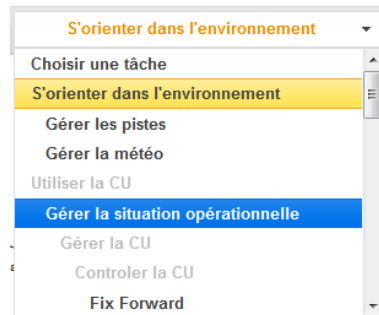 S'orienter dans l'environnement
Choisir une tâche
S'orienter dans l'environnement
Gérer les pistes
Gérer la météo
Utiliser la CU
Gérer la situation opérationnelle
Gérer la CU
Controler la CU
Fix Forward